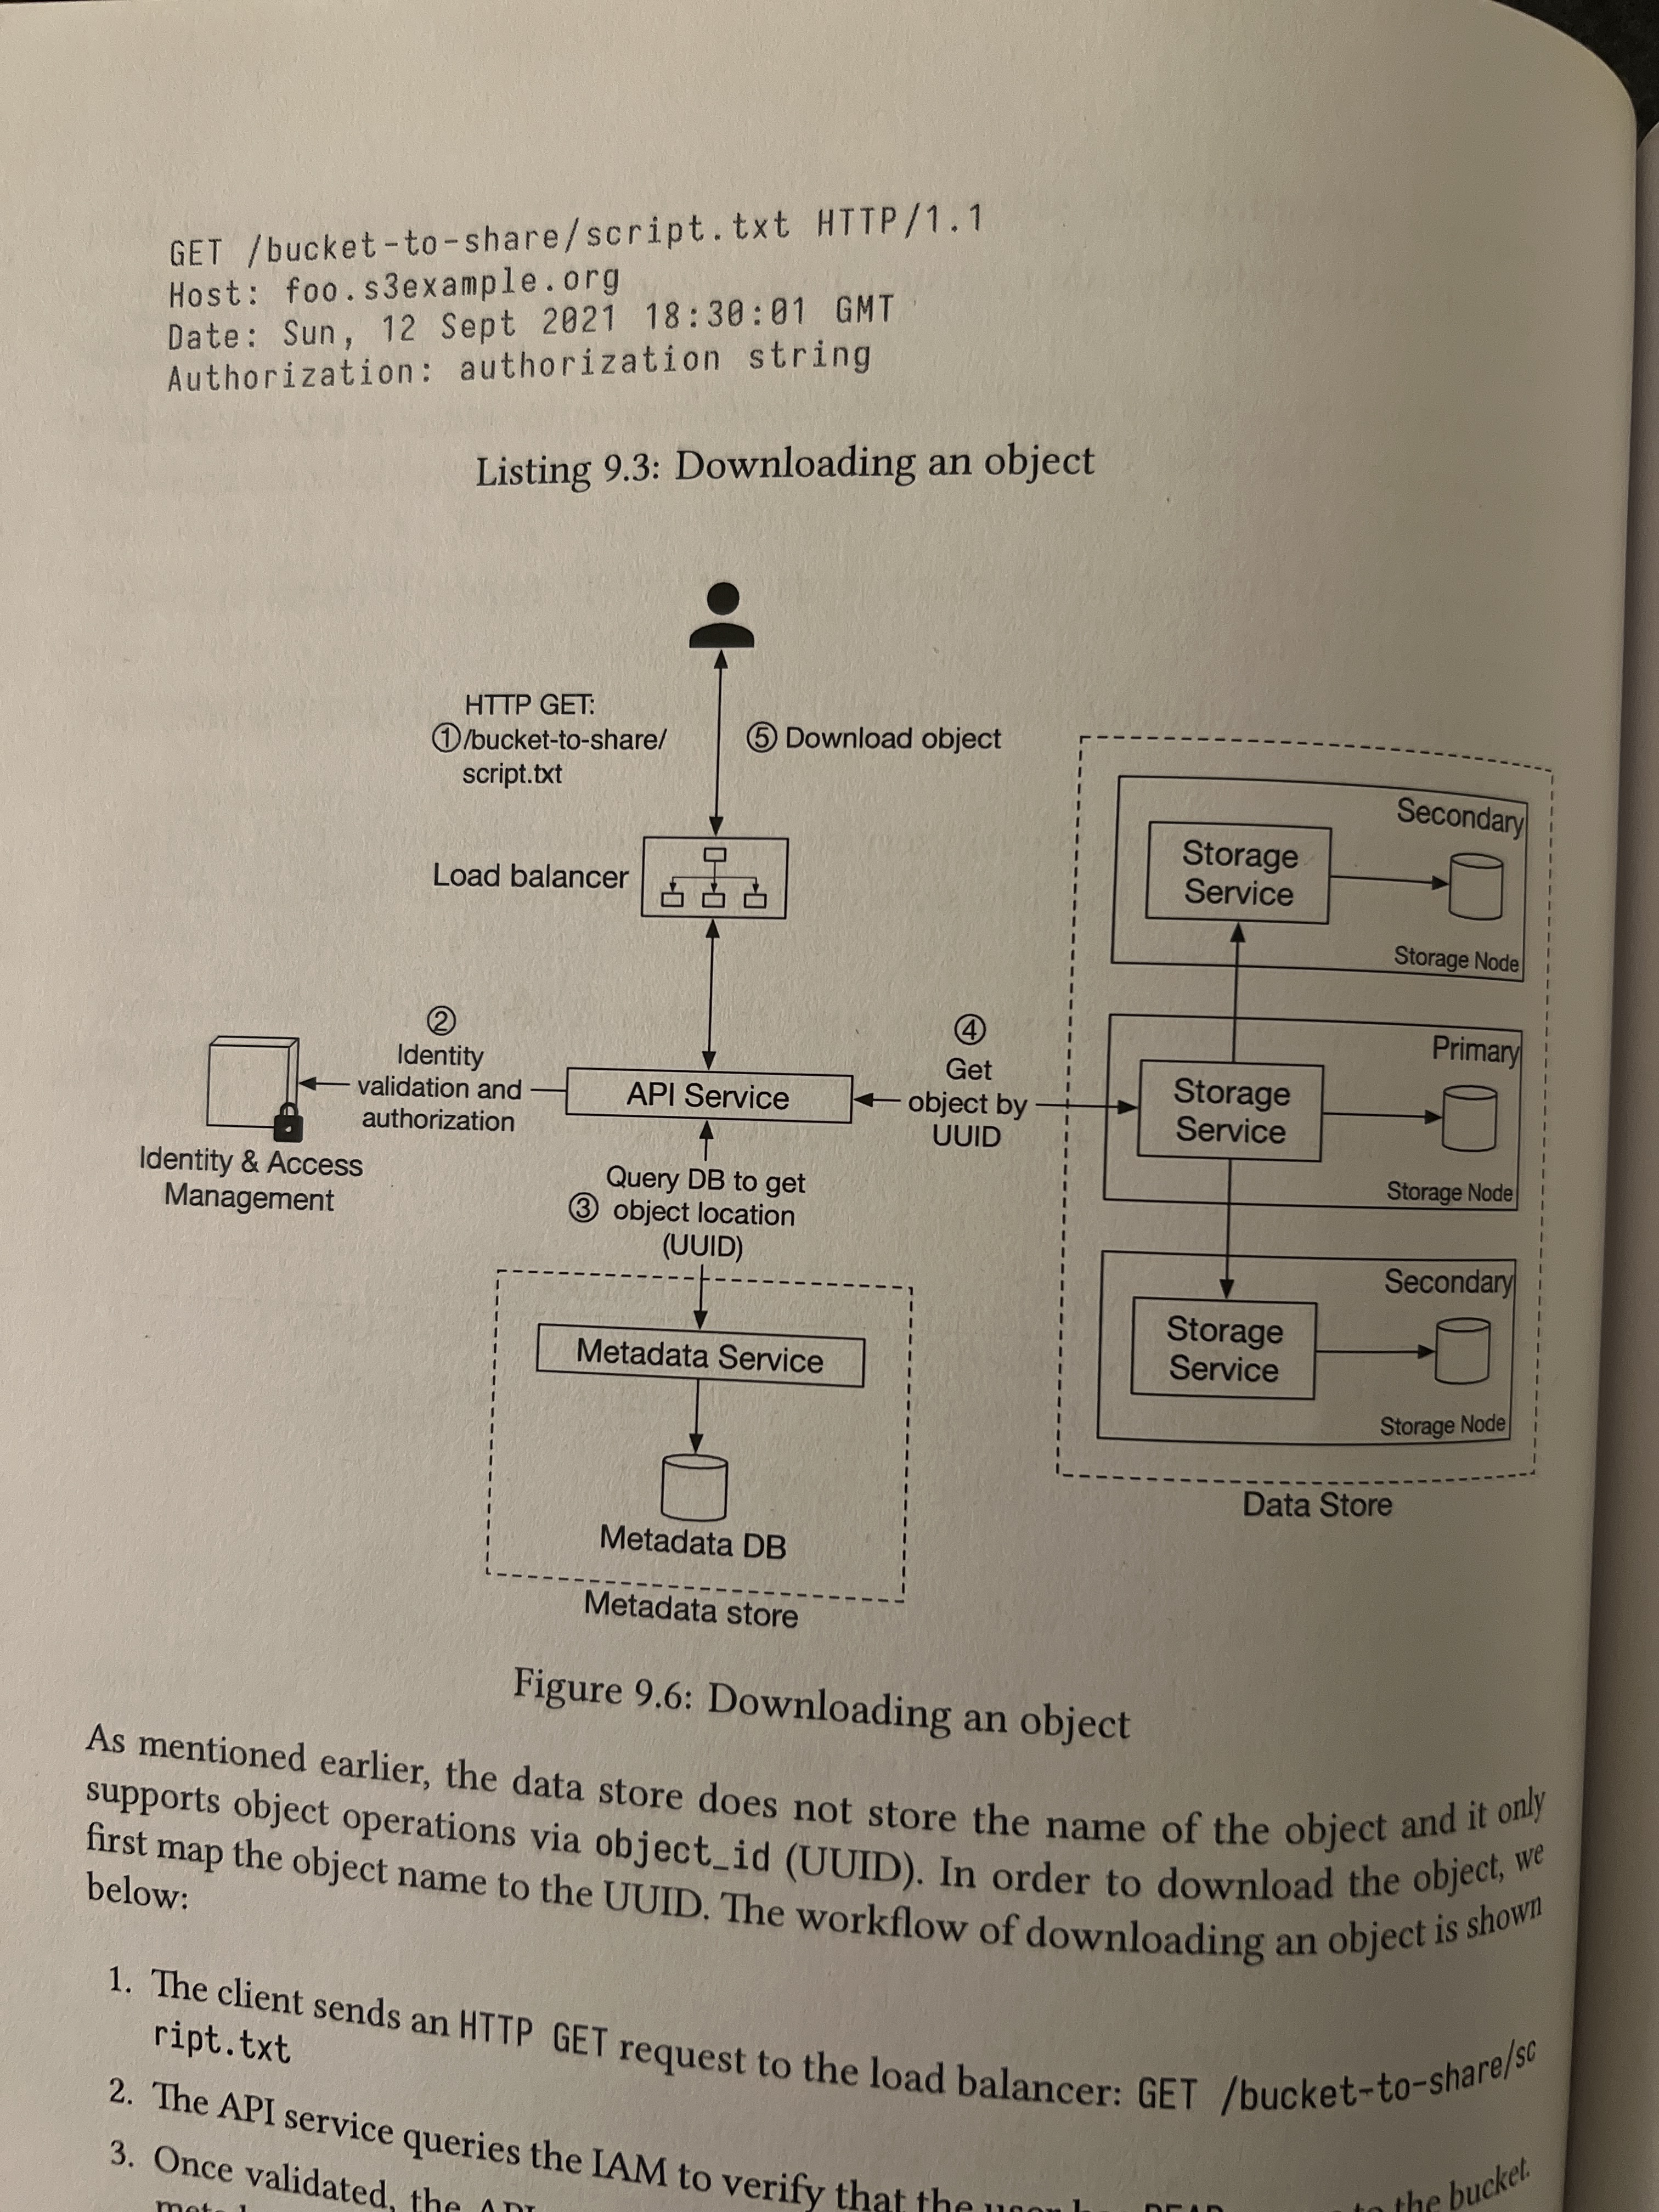 GET /bucket-to-share/script.txt HTTP/1.1
Host: foo.s3example.org
Date: Sun, 12 Sept 2021 18:30:01 GMT
Authorization: authorization string
Listing 9.3: Downloading an object
HTTP GET:
①/bucket-to-share/
script.txt
⑤ Download object
Load balancer
②
Identity
validation and
authorization
Identity & Access
Management
API Service
④
Get
object by
UUID
Query DB to get
③ object location
(UUID)
Metadata Service
Metadata DB
Metadata store
Secondary
Storage
Service
Storage Node
Primary
Storage
Service
Storage Node
Secondary
Storage
Service
Storage Node
Data Store
Figure 9.6: Downloading an object
As mentioned earlier, the data store does not store the name of the object and it only
supports object operations via object_id (UUID). In order to download the object, we
first map the object name to the UUID. The workflow of downloading an object is shown
below:
1. The client sends an HTTP GET request to the load balancer: GET /bucket-to-share/sc
ript.txt
2. The API service queries the IAM to verify that the user to the bucket.
3. Once validated, the API